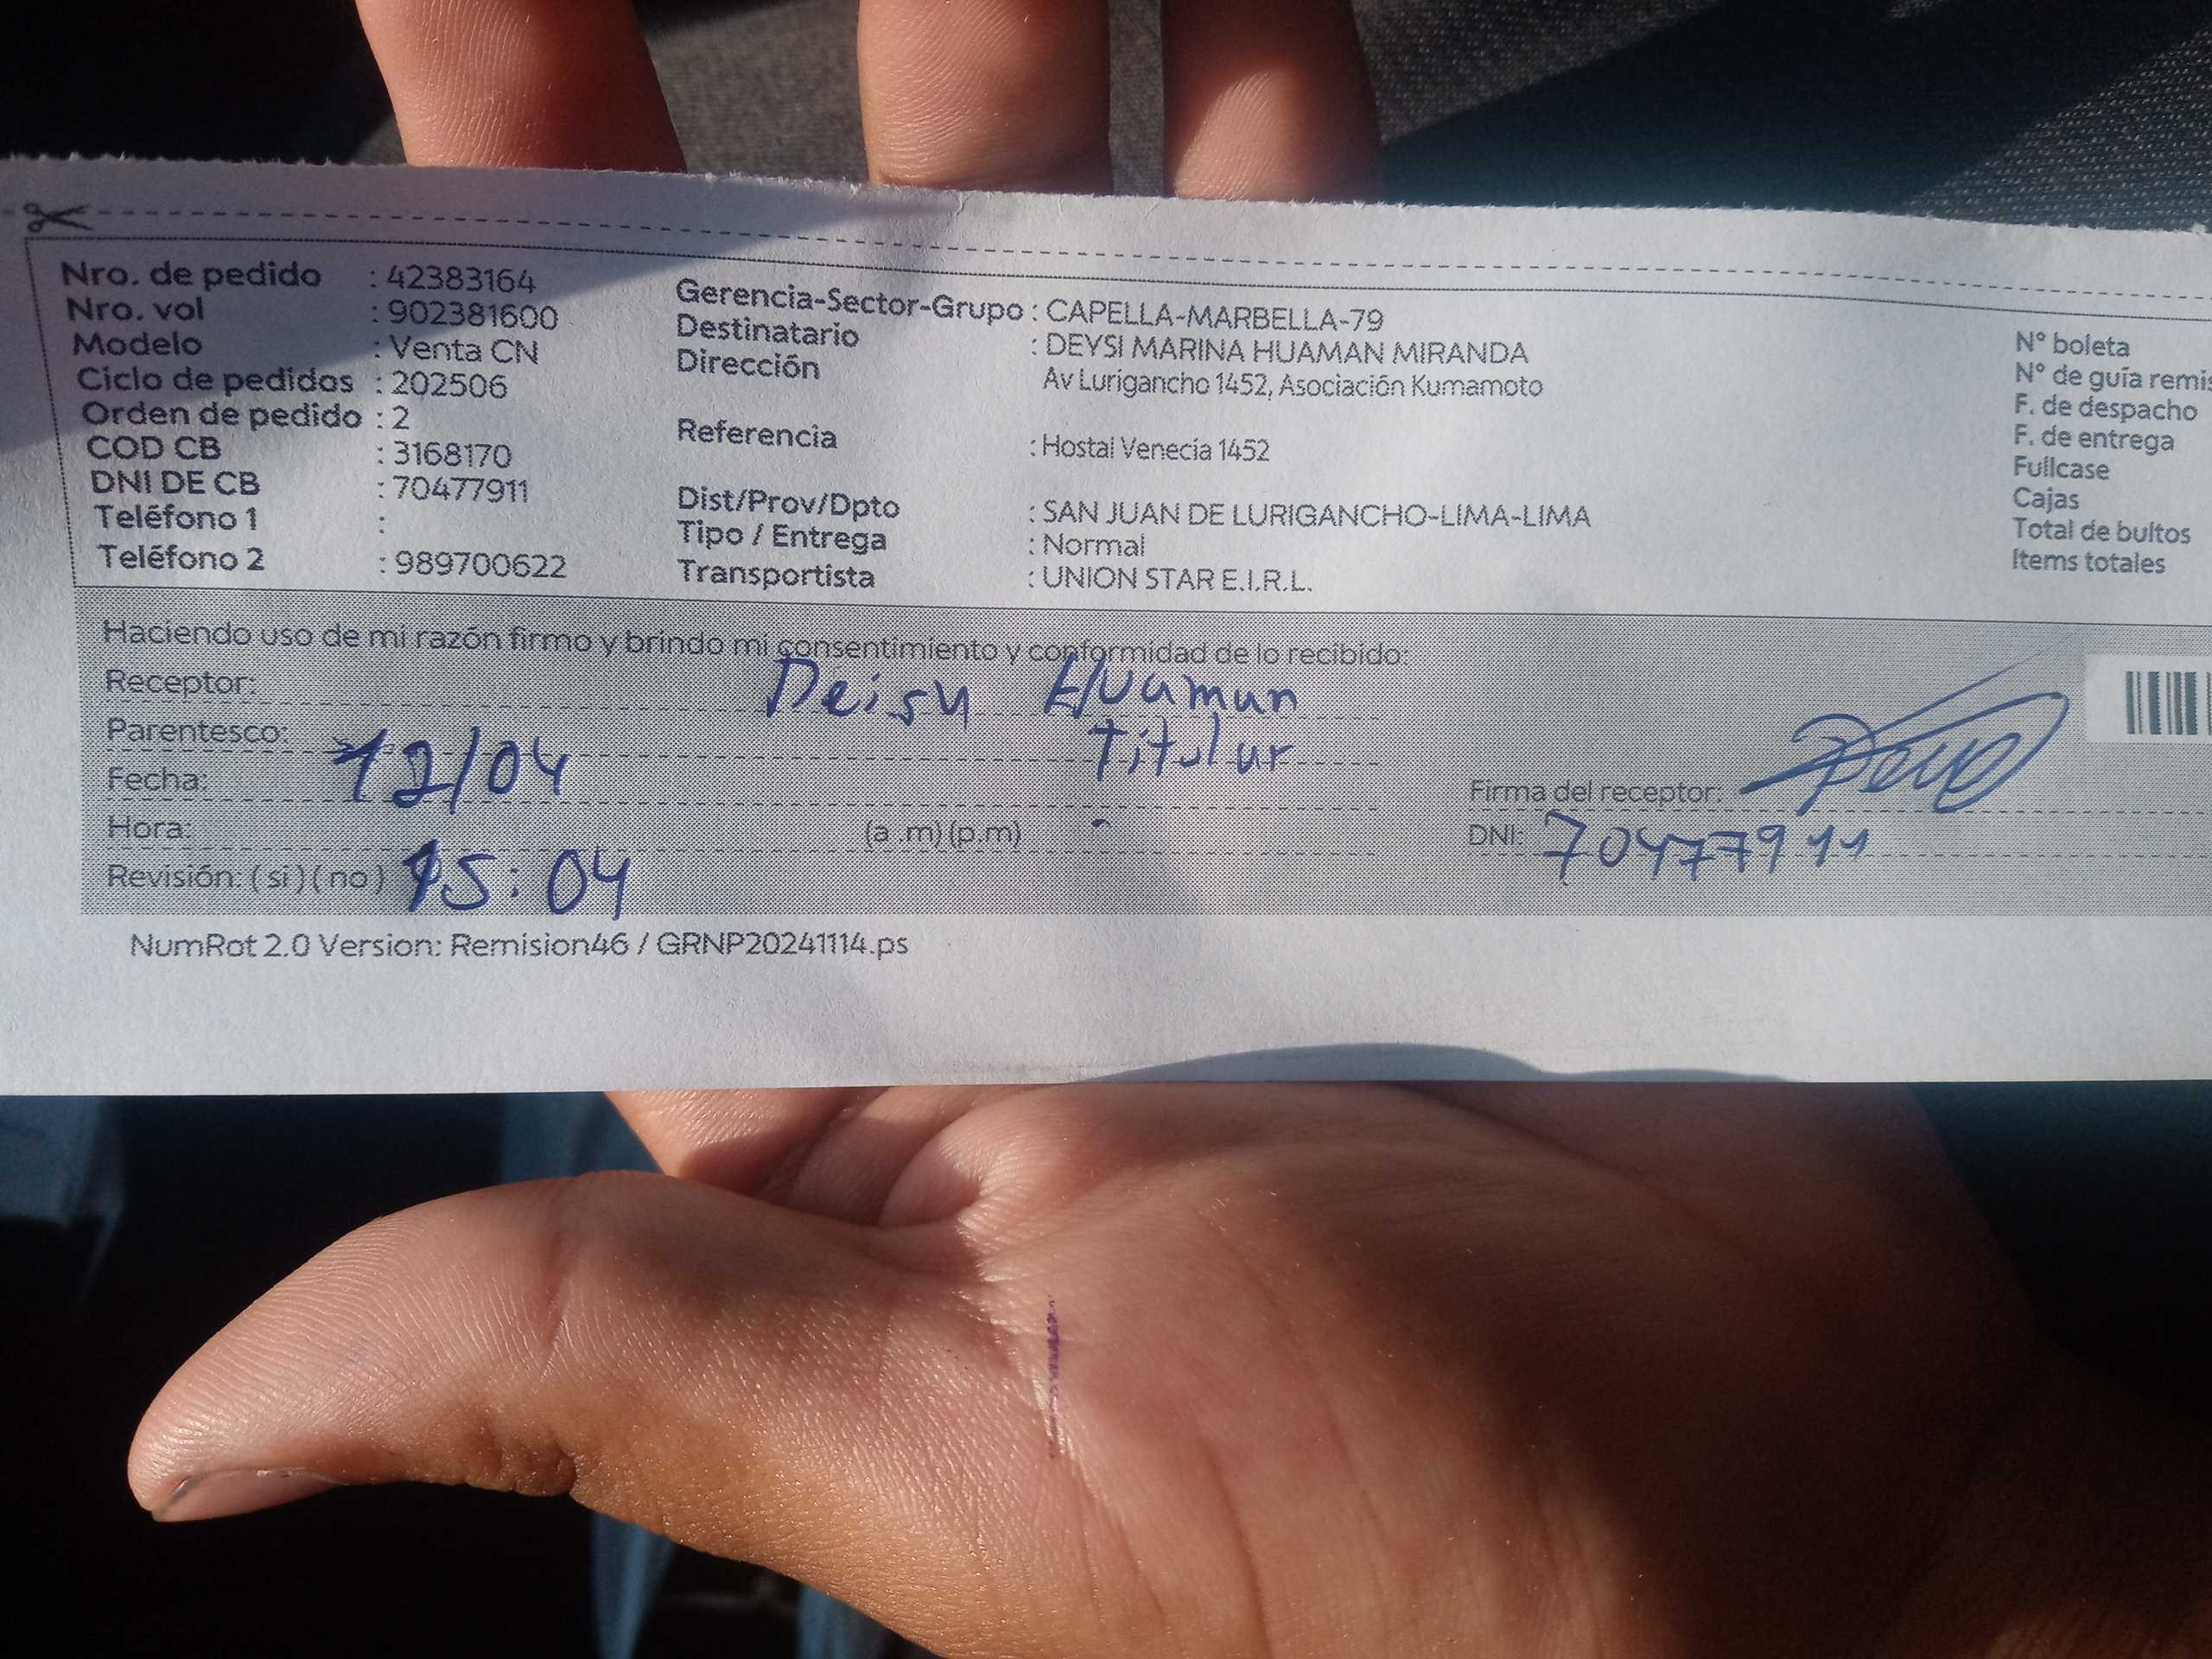 Nro. de pedido : 42383164
Nro. vol : 902381600
Modelo : Venta CN
Ciclo de pedidos : 202506
Orden de pedido : 2
COD CB : 3168170
DNI DE CB : 70477911
Teléfono 1 :
Teléfono 2 : 989700622
Gerencia-Sector-Grupo : CAPELLA-MARBELLA-79
Destinatario : DEYSI MARINA HUAMAN MIRANDA
Dirección Av Lurigancho 1452, Asociación Kumamoto
Referencia : Hostal Venecia 1452
Dist/Prov/Dpto : SAN JUAN DE LURIGANCHO-LIMA-LIMA
Tipo / Entrega : Normal
Transportista : UNION STAR E.I.R.L.
N° boleta
N° de guía remis
F. de despacho
F. de entrega
Fullcase
Cajas
Total de bultos
Items totales
Haciendo uso de mi razón firmo y brindo mi consentimiento y conformidad de lo recibido:
Receptor: Deisy Huaman
Parentesco: Titular
Fecha: 12/04
Hora: (a .m) (p.m)
Revisión: ( si ) ( no ) 15:04
Firma del receptor:
DNI: 70477911
NumRot 2.0 Version: Remision46 / GRNP20241114.ps